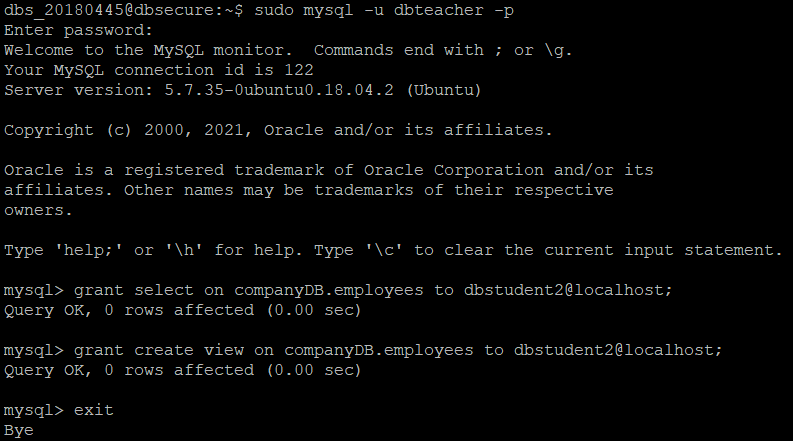 dbs_20180445@dbsecure:~$ sudo mysql -u dbteacher -p
Enter password:
Welcome to the MySQL monitor.  Commands end with ; or \g.
Your MySQL connection id is 122
Server version: 5.7.35-0ubuntu0.18.04.2 (Ubuntu)
Copyright (c) 2000, 2021, Oracle and/or its affiliates.
Oracle is a registered trademark of Oracle Corporation and/or its
affiliates. Other names may be trademarks of their respective
owners.
Type 'help;' or '\h' for help. Type '\c' to clear the current input statement.
mysql> grant select on companyDB.employees to dbstudent2@localhost;
Query OK, 0 rows affected (0.00 sec)
mysql> grant create view on companyDB.employees to dbstudent2@localhost;
Query OK, 0 rows affected (0.00 sec)
mysql> exit
Bye